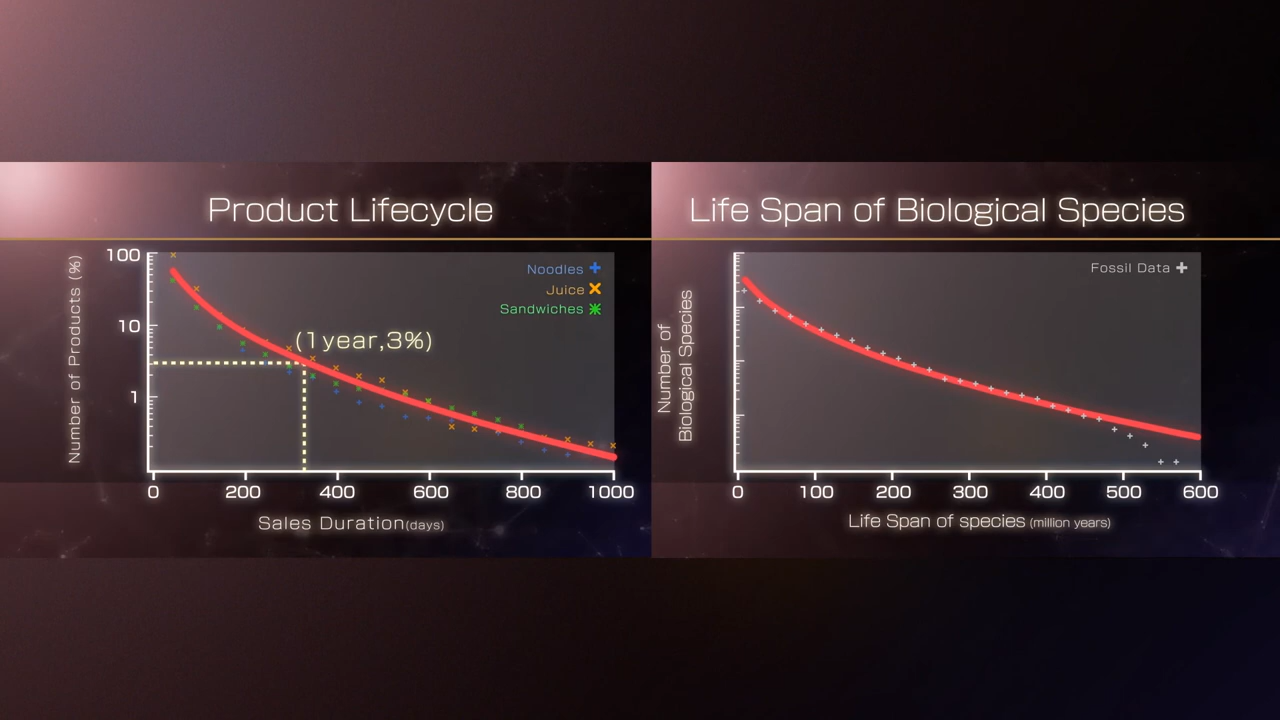 Product Lifecycle
Number of Products (%)
100
10
1
Noodles
Juice
Sandwiches
(1year,3%)
0 200 400 600 800 1000
Sales Duration(days)
Life Span of Biological Species
Number of
Biological Species
Fossil Data
0 100 200 300 400 500 600
Life Span of species (million years)